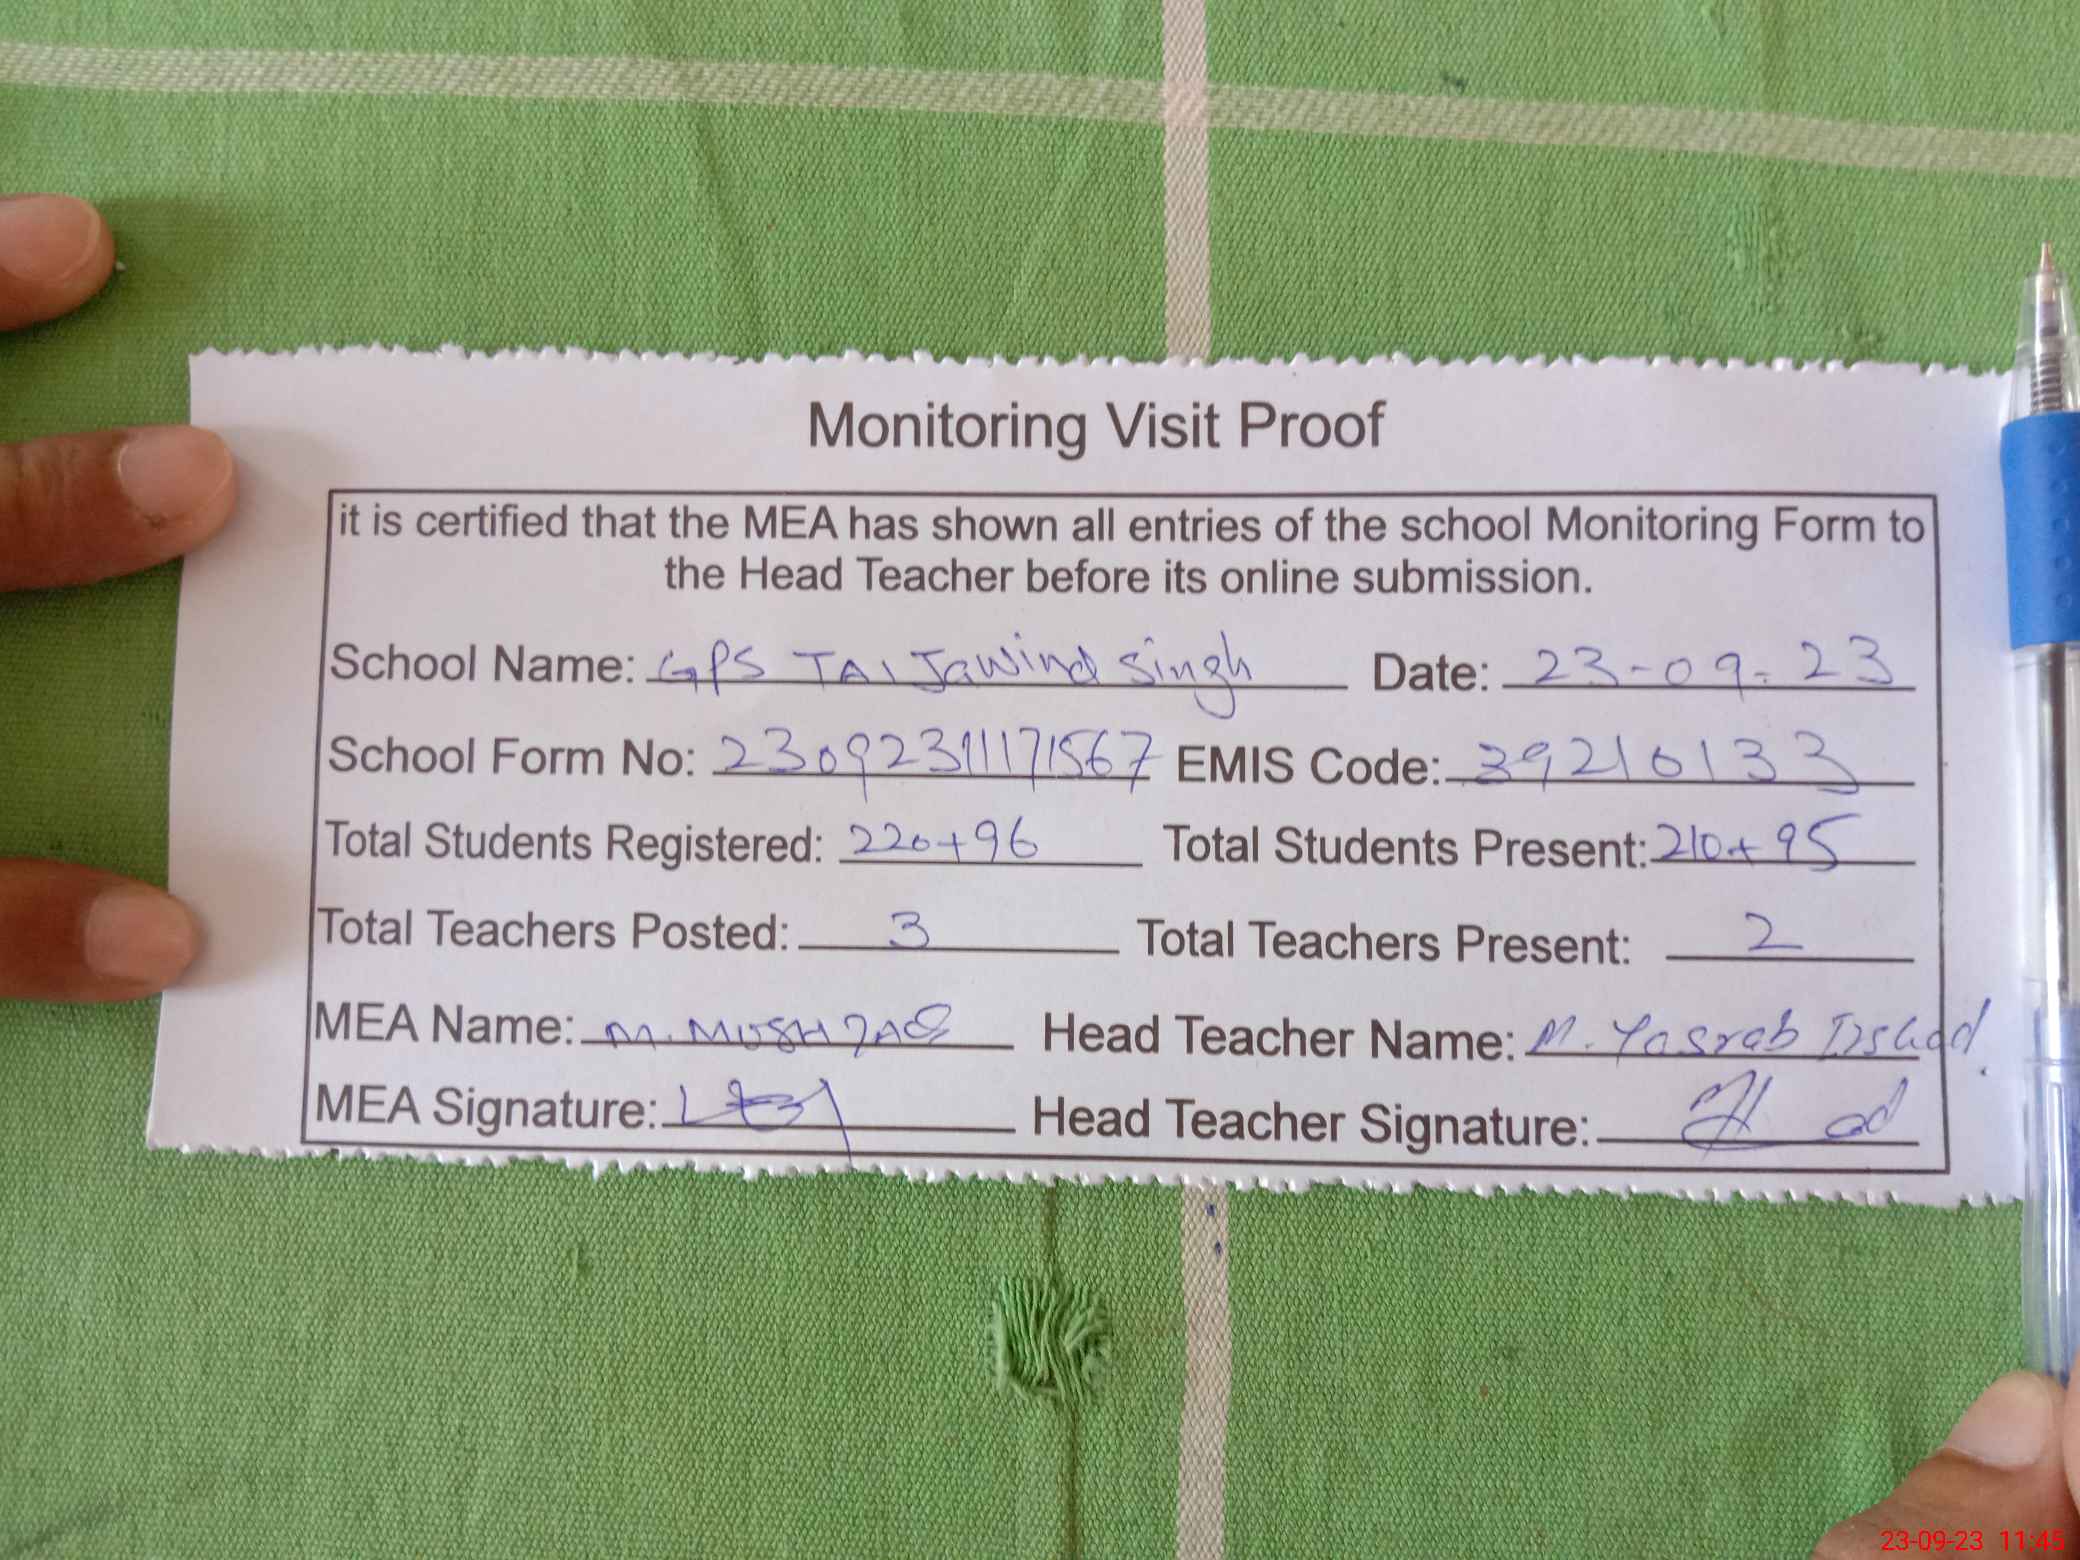 Monitoring Visit Proof
it is certified that the MEA has shown all entries of the school Monitoring Form to
the Head Teacher before its online submission.
School Name: GPS TAI Jawind Singh Date: 23-09-23
School Form No: 23092311171567 EMIS Code: 39210133
Total Students Registered: 220+96 Total Students Present: 210+95
Total Teachers Posted: 3 Total Teachers Present: 2
MEA Name: M. MUSHTAQ Head Teacher Name: M. Yasrab Irshad.
MEA Signature: Head Teacher Signature:
23-09-23 11:45